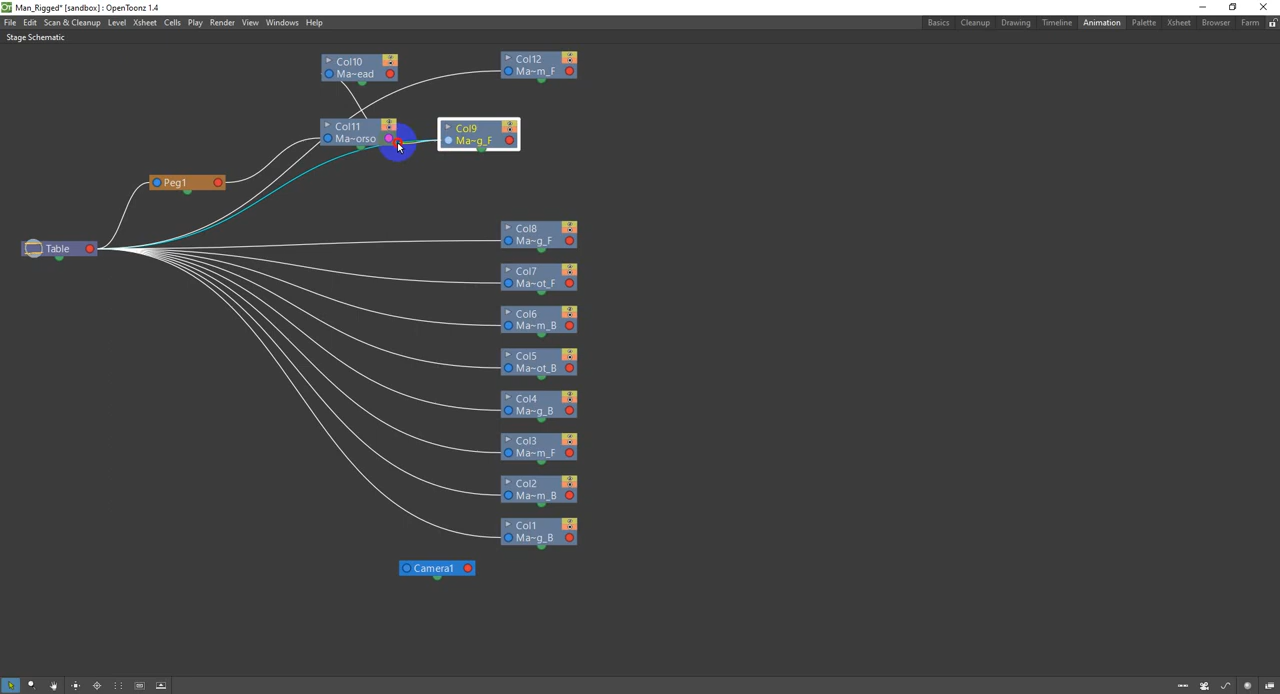 Man_Rigged* [sandbox] : OpenToonz 1.4
File Edit Scan & Cleanup Level Xsheet Cells Play Render View Windows Help
Basics Cleanup Drawing Timeline Animation Palette Xsheet Browser Farm
Stage Schematic
Col10
Ma~ead
Col12
Ma~m_F
Col11
Ma~orso
Col9
Ma~g_F
Peg1
Table
Col8
Ma~g_F
Col7
Ma~ot_F
Col6
Ma~m_B
Col5
Ma~ot_B
Col4
Ma~g_B
Col3
Ma~m_F
Col2
Ma~m_B
Col1
Ma~g_B
Camera1